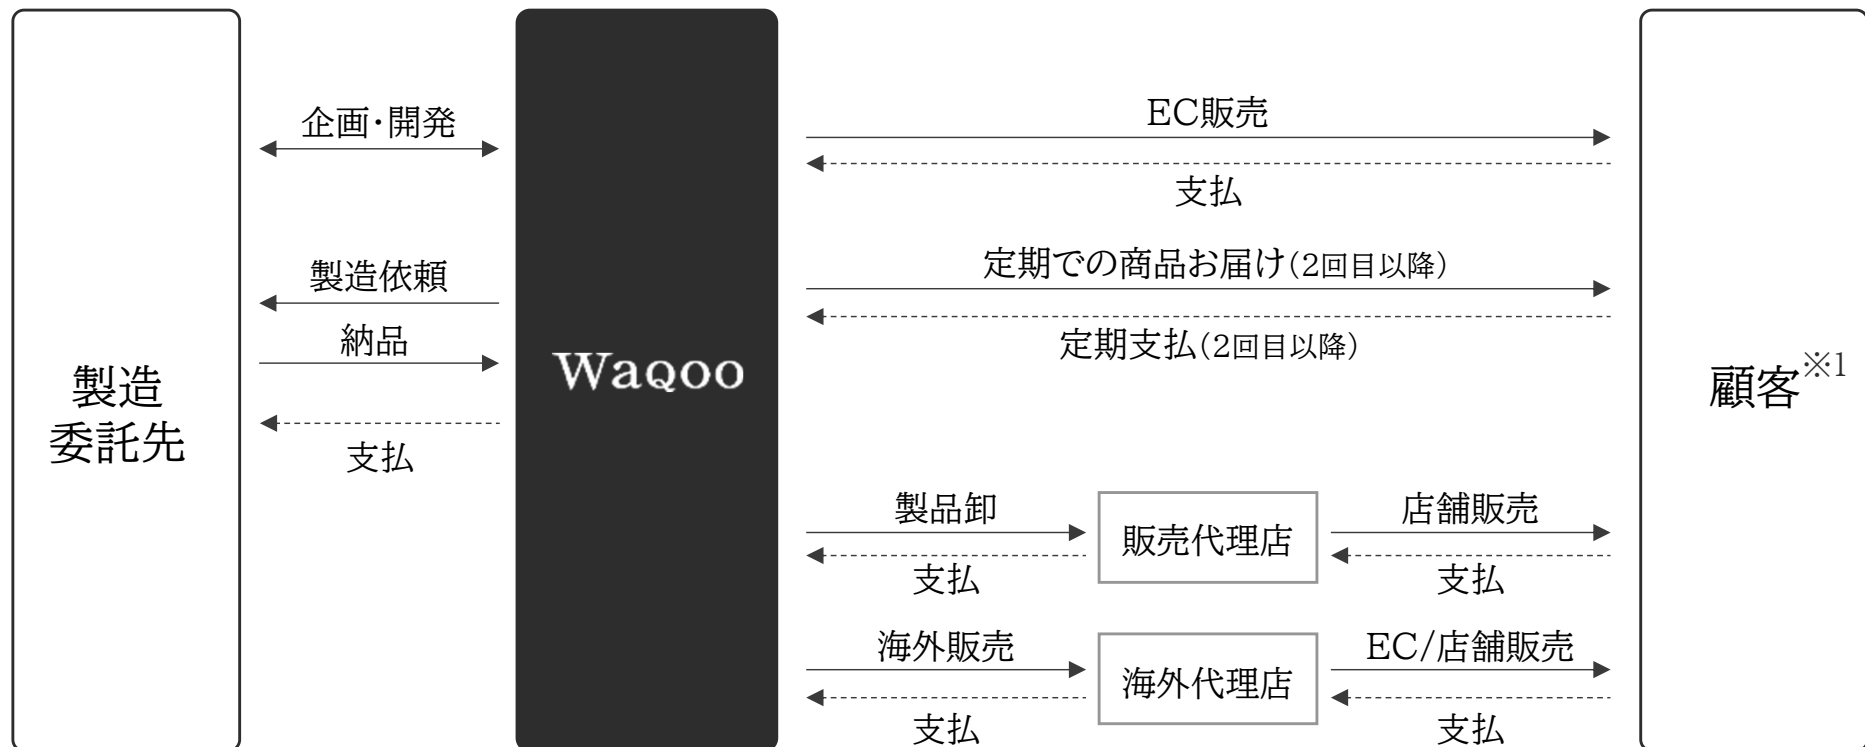 製造
委託先
企画・開発
製造依頼
納品
支払
Waqoo
EC販売
支払
定期での商品お届け(2回目以降)
定期支払(2回目以降)
製品卸
支払
販売代理店
店舗販売
支払
海外販売
支払
海外代理店
EC/店舗販売
支払
顧客※1